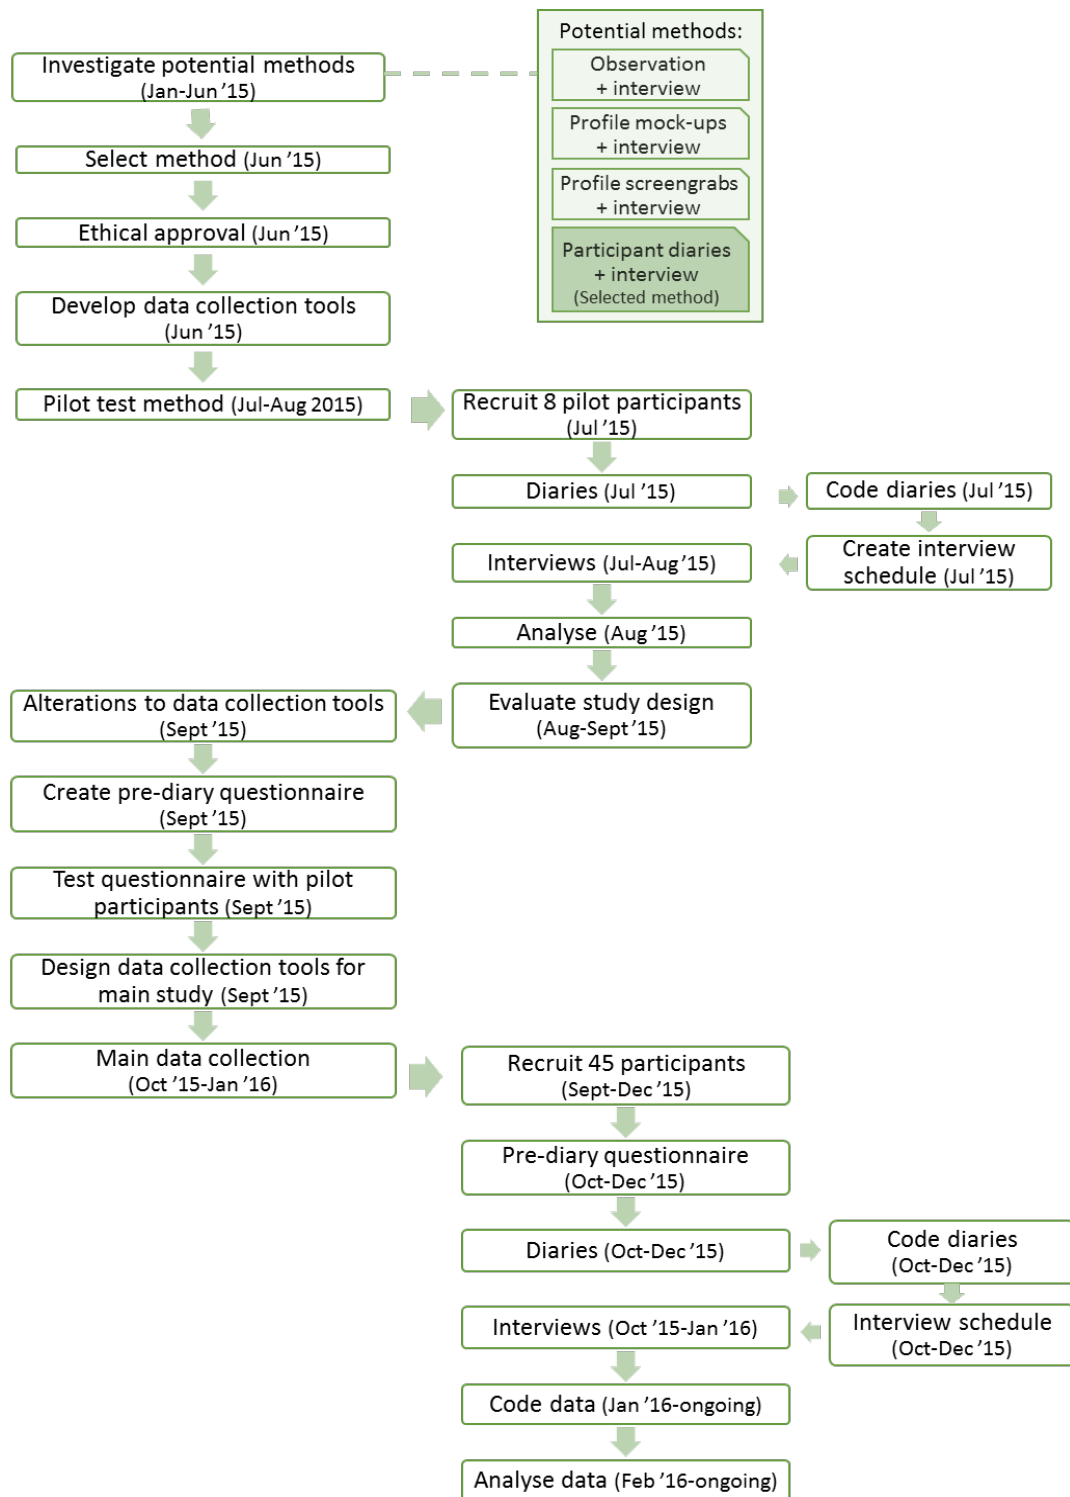 Investigate potential methods
(Jan-Jun ’15)
Potential methods:
Observation
+ interview
Profile mock-ups
+ interview
Profile screengrabs
+ interview
Participant diaries
+ interview
(Selected method)
Select method (Jun ’15)
Ethical approval (Jun ’15)
Develop data collection tools
(Jun ’15)
Pilot test method (Jul-Aug 2015)
Recruit 8 pilot participants
(Jul ’15)
Diaries (Jul ’15)
Code diaries (Jul ’15)
Create interview
schedule (Jul ’15)
Interviews (Jul-Aug ’15)
Analyse (Aug ’15)
Evaluate study design
(Aug-Sept ’15)
Alterations to data collection tools
(Sept ’15)
Create pre-diary questionnaire
(Sept ’15)
Test questionnaire with pilot
participants (Sept ’15)
Design data collection tools for
main study (Sept ’15)
Main data collection
(Oct ’15-Jan ’16)
Recruit 45 participants
(Sept-Dec ’15)
Pre-diary questionnaire
(Oct-Dec ’15)
Diaries (Oct-Dec ’15)
Code diaries
(Oct-Dec ’15)
Interview schedule
(Oct-Dec ’15)
Interviews (Oct ’15-Jan ’16)
Code data (Jan ’16-ongoing)
Analyse data (Feb ’16-ongoing)